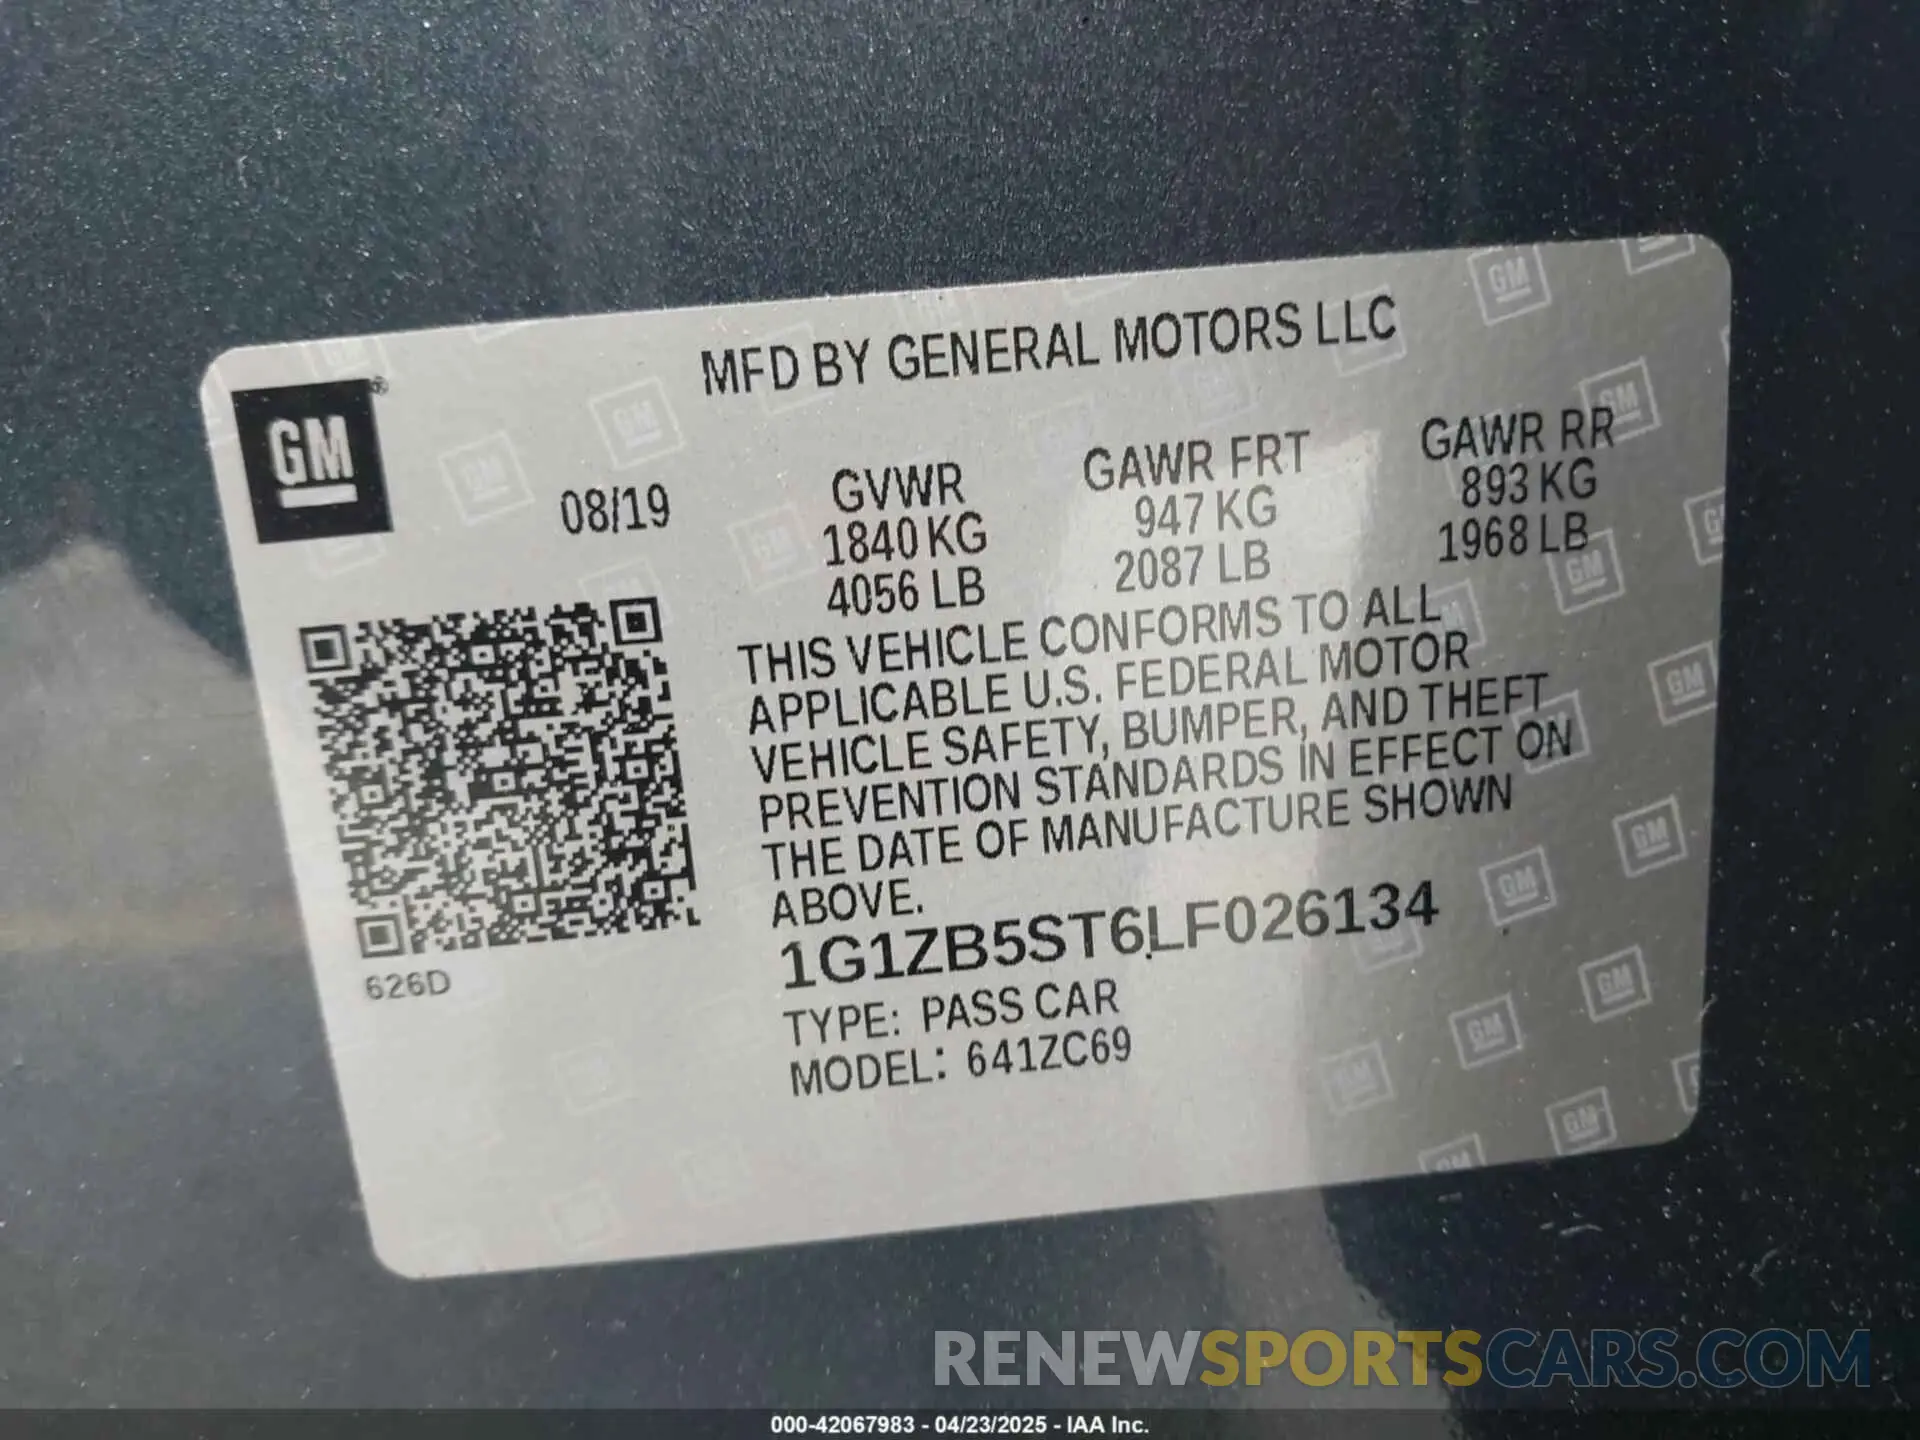 MFD BY GENERAL MOTORS LLC
GM®
08/19
GVWR
1840 KG
4056 LB
GAWR FRT
947 KG
2087 LB
GAWR RR
893 KG
1968 LB
THIS VEHICLE CONFORMS TO ALL
APPLICABLE U.S. FEDERAL MOTOR
VEHICLE SAFETY, BUMPER, AND THEFT
PREVENTION STANDARDS IN EFFECT ON
THE DATE OF MANUFACTURE SHOWN
ABOVE.
626D
1G1ZB5ST6LF026134
TYPE: PASS CAR
MODEL: 641ZC69
RENEWSPORTSCARS.COM
000-42067983 - 04/23/2025 - IAA Inc.